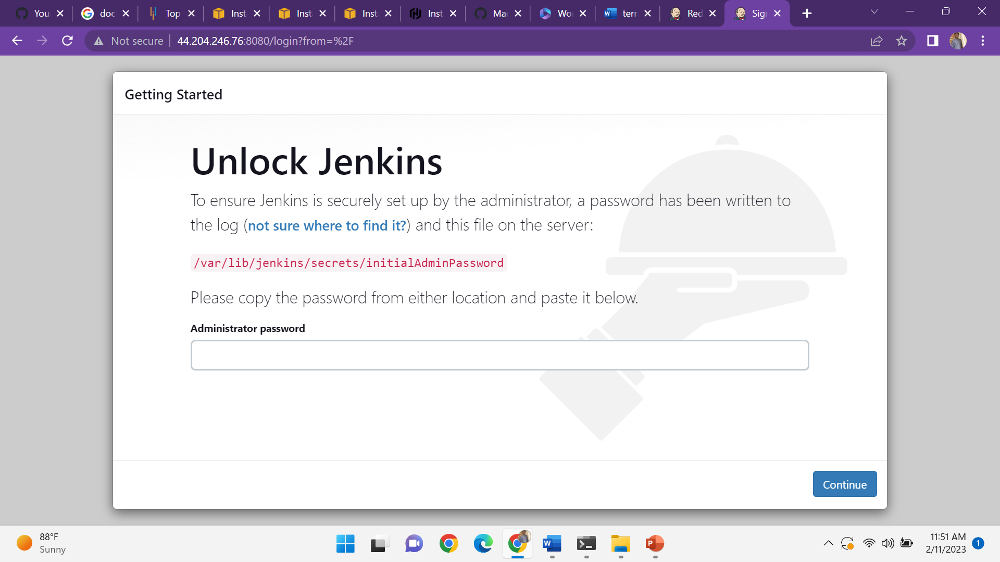 You
doc
Top
Inst
Inst
Inst
Inst
Ma
Wo
terr
Red
Sig
Not secure
44.204.246.76:8080/login?from=%2F
Getting Started
Unlock Jenkins
To ensure Jenkins is securely set up by the administrator, a password has been written to
the log (not sure where to find it?) and this file on the server:
/var/lib/jenkins/secrets/initialAdminPassword
Please copy the password from either location and paste it below.
Administrator password
Continue
88°F
Sunny
11:51 AM
2/11/2023
1